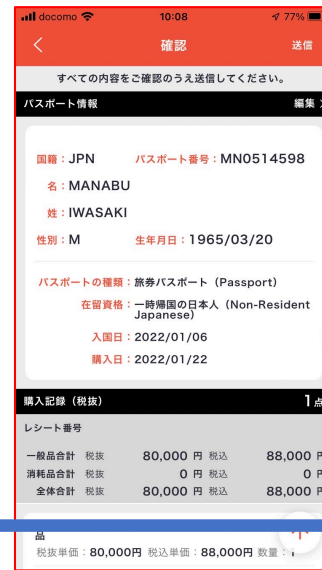 docomo 10:08 77%
確認 送信
すべての内容をご確認のうえ送信してください。
パスポート情報 編集
国籍：JPN パスポート番号：MN0514598
名：MANABU
姓：IWASAKI
性別：M 生年月日：1965/03/20
パスポートの種類：旅券パスポート（Passport）
在留資格：一時帰国の日本人（Non-Resident
Japanese）
入国日：2022/01/06
購入日：2022/01/22
購入記録（税抜） 1点
レシート番号
一般品合計 税抜 80,000 円 税込 88,000 円
消耗品合計 税抜 0 円 税込 0 円
全体合計 税抜 80,000 円 税込 88,000 円
品
税抜単価：80,000円 税込単価：88,000円 数量：1